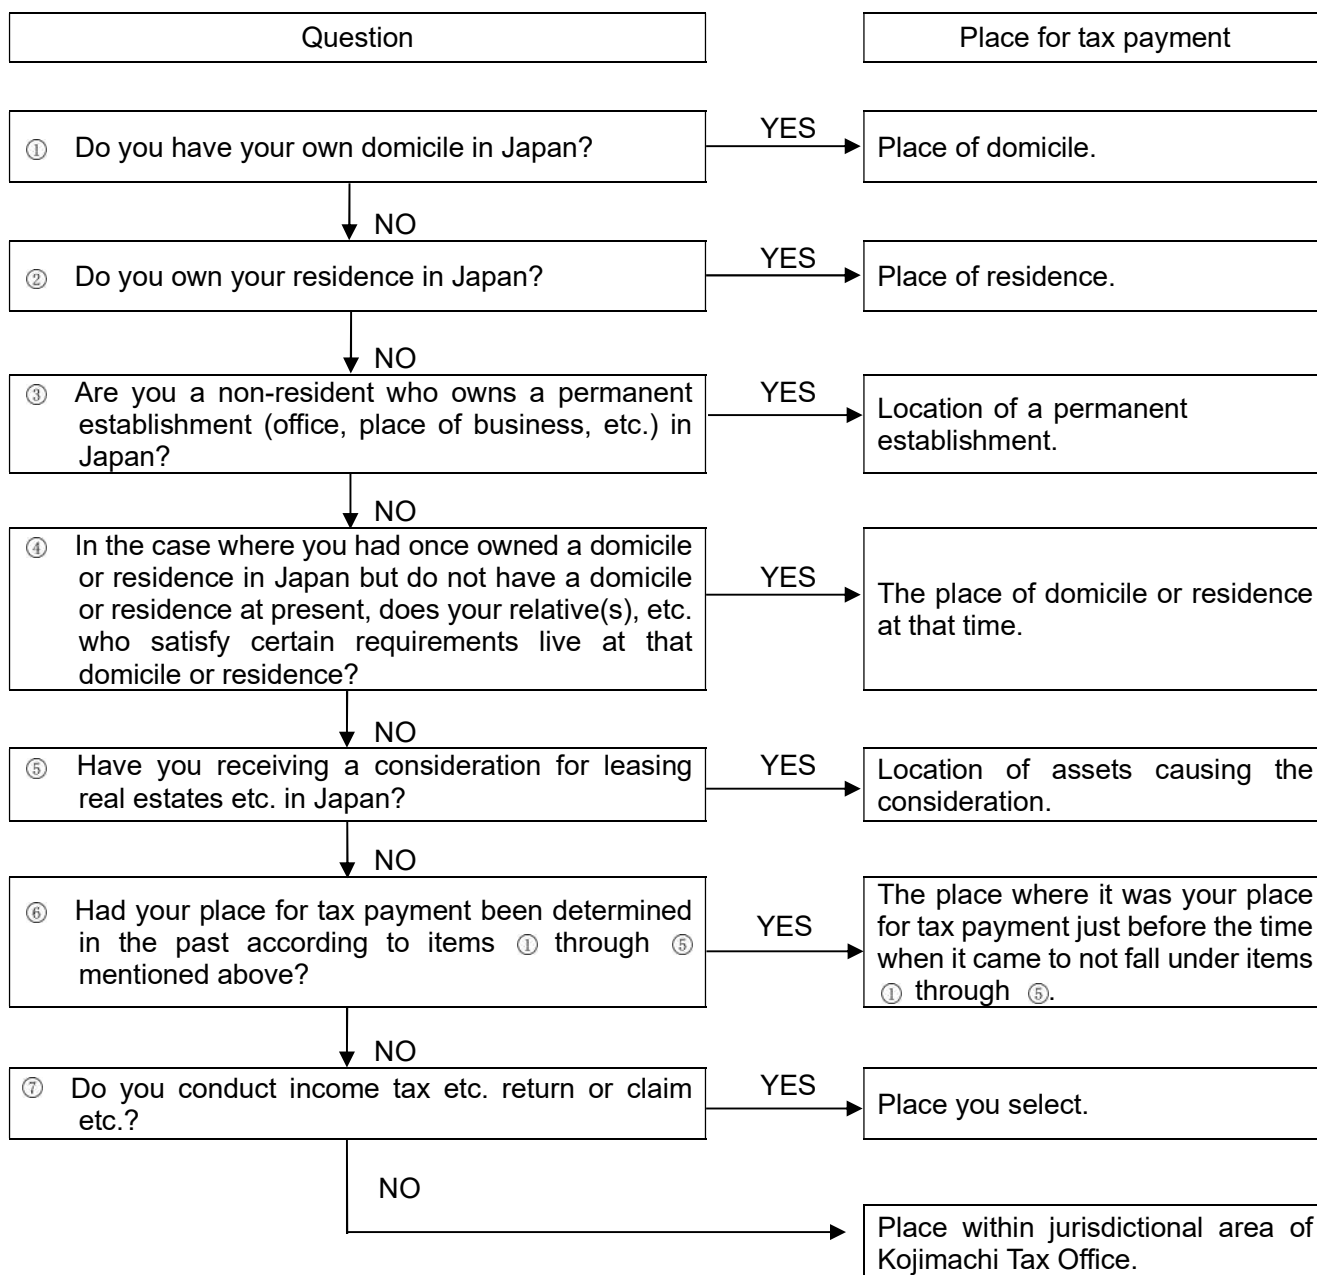 Question
Place for tax payment
① Do you have your own domicile in Japan?
YES
Place of domicile.
NO
② Do you own your residence in Japan?
YES
Place of residence.
NO
③ Are you a non-resident who owns a permanent
establishment (office, place of business, etc.) in
Japan?
YES
Location of a permanent
establishment.
NO
④ In the case where you had once owned a domicile
or residence in Japan but do not have a domicile
or residence at present, does your relative(s), etc.
who satisfy certain requirements live at that
domicile or residence?
YES
The place of domicile or residence
at that time.
NO
⑤ Have you receiving a consideration for leasing
real estates etc. in Japan?
YES
Location of assets causing the
consideration.
NO
⑥ Had your place for tax payment been determined
in the past according to items ① through ⑤
mentioned above?
YES
The place where it was your place
for tax payment just before the time
when it came to not fall under items
① through ⑤.
NO
⑦ Do you conduct income tax etc. return or claim
etc.?
YES
Place you select.
NO
Place within jurisdictional area of
Kojimachi Tax Office.